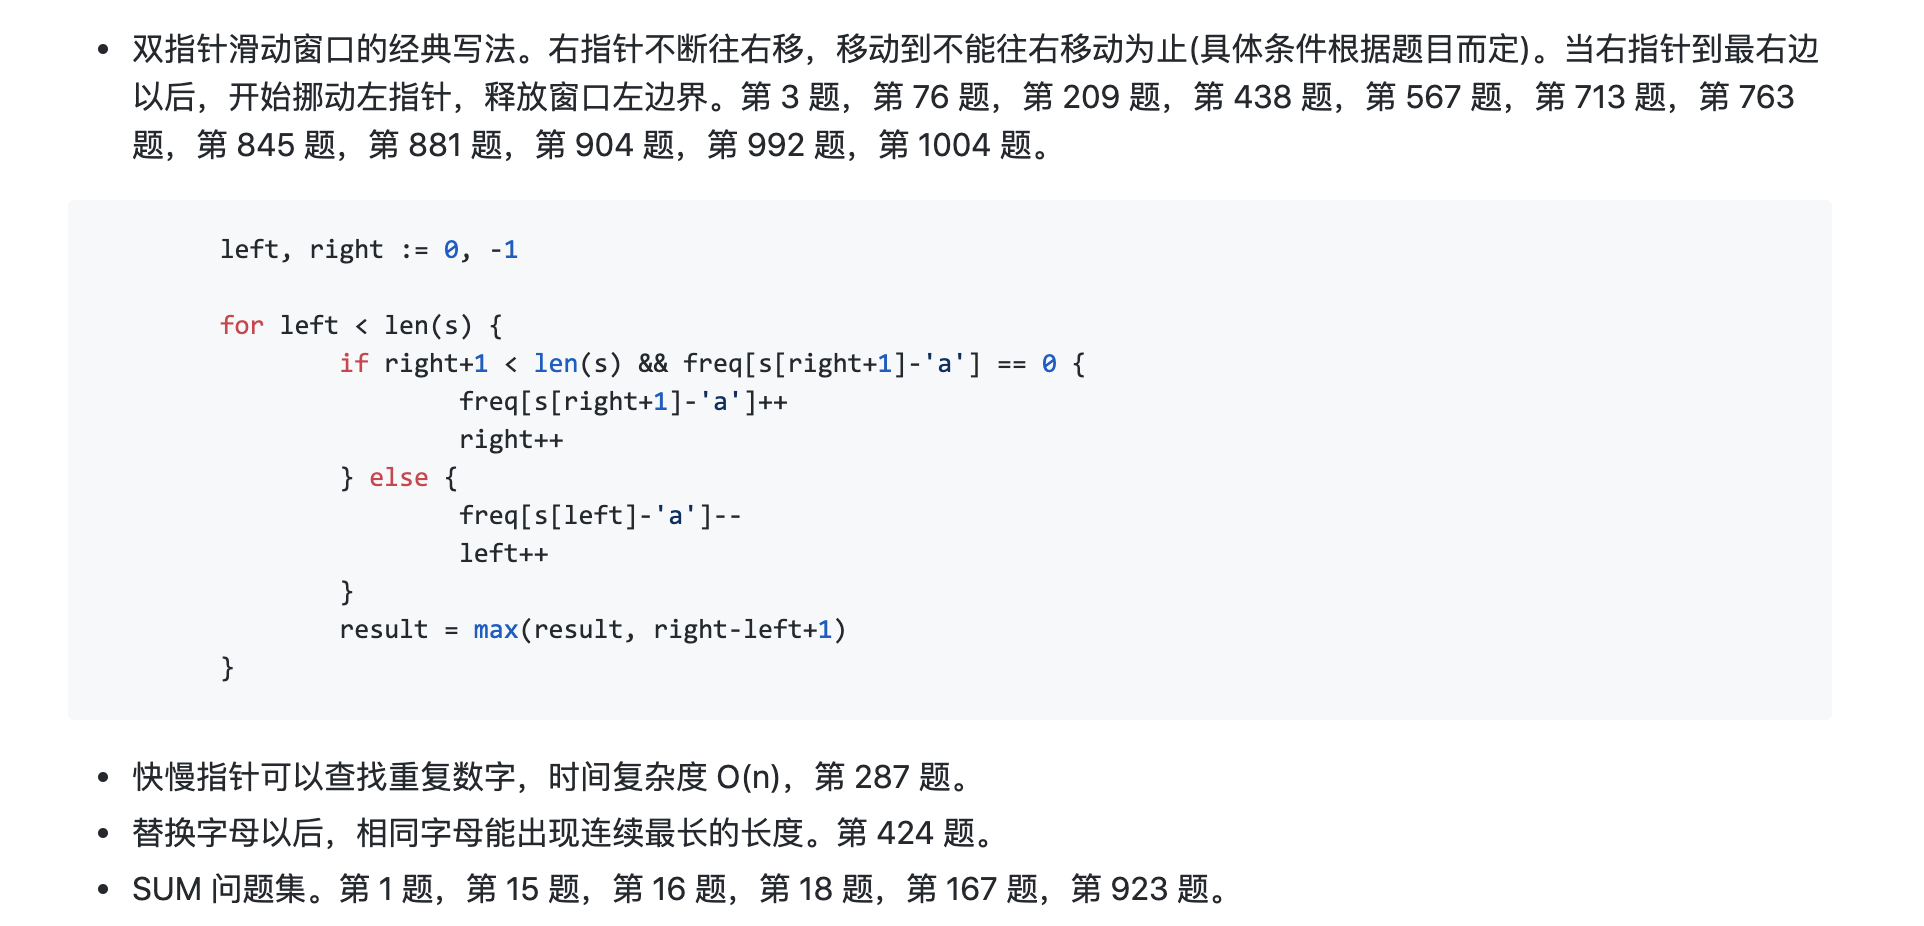 • 双指针滑动窗口的经典写法。右指针不断往右移，移动到不能往右移动为止(具体条件根据题目而定)。当右指针到最右边
以后，开始挪动左指针，释放窗口左边界。第 3 题，第 76 题，第 209 题，第 438 题，第 567 题，第 713 题，第 763
题，第 845 题，第 881 题，第 904 题，第 992 题，第 1004 题。
left, right := 0, -1
for left < len(s) {
if right+1 < len(s) && freq[s[right+1]-'a'] == 0 {
freq[s[right+1]-'a']++
right++
} else {
freq[s[left]-'a']--
left++
}
result = max(result, right-left+1)
}
• 快慢指针可以查找重复数字，时间复杂度 O(n)，第 287 题。
• 替换字母以后，相同字母能出现连续最长的长度。第 424 题。
• SUM 问题集。第 1 题，第 15 题，第 16 题，第 18 题，第 167 题，第 923 题。